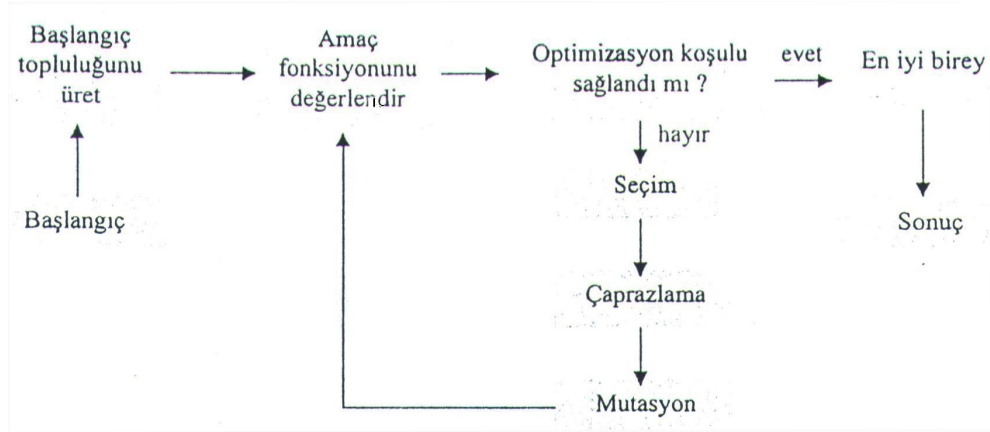 Başlangıç
topluluğunu
üret
Amaç
fonksiyonunu
değerlendir
Optimizasyon koşulu
sağlandı mı ?
evet
En iyi birey
hayır
Seçim
Başlangıç
Sonuç
Çaprazlama
Mutasyon